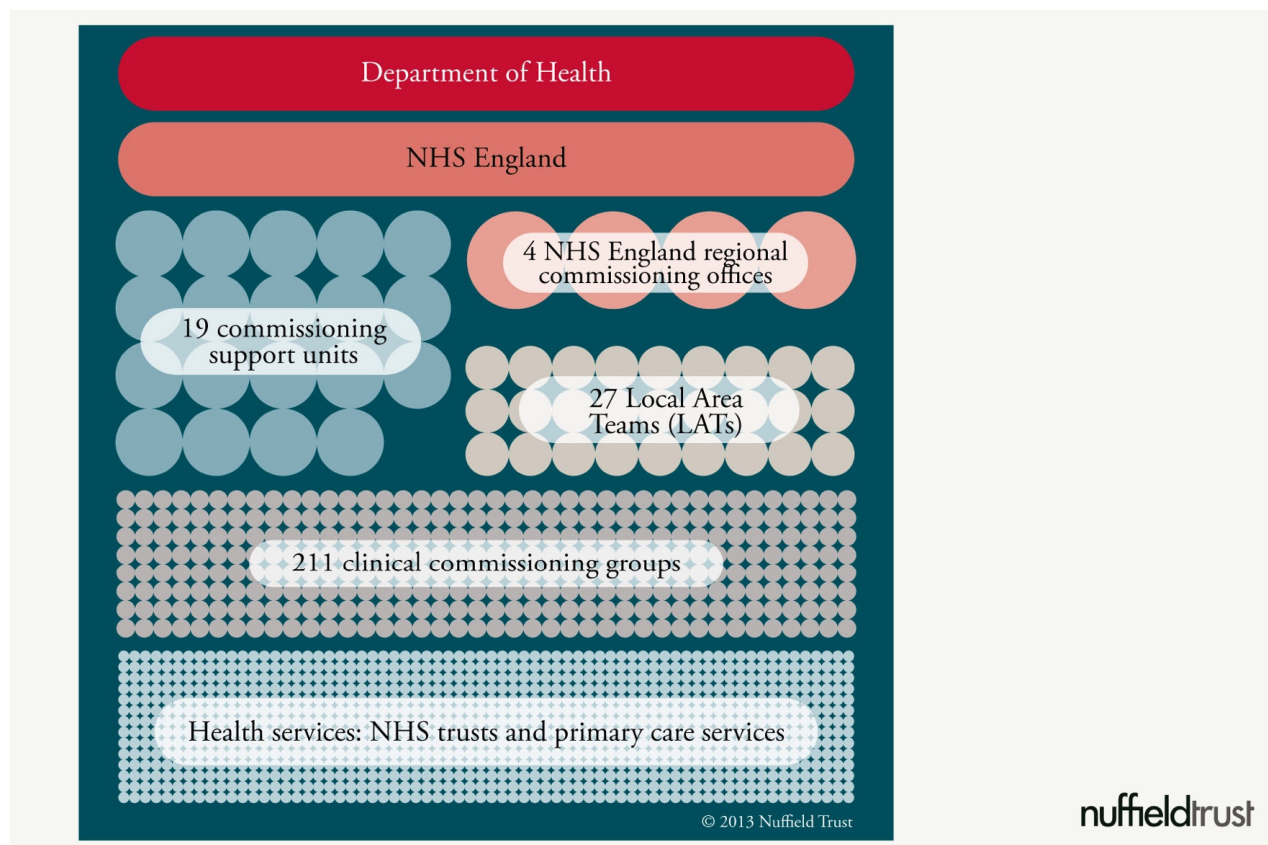 Department of Health
NHS England
4 NHS England regional
commissioning offices
19 commissioning
support units
27 Local Area
Teams (LATs)
211 clinical commissioning groups
Health services: NHS trusts and primary care services
© 2013 Nuffield Trust
nuffieldtrust